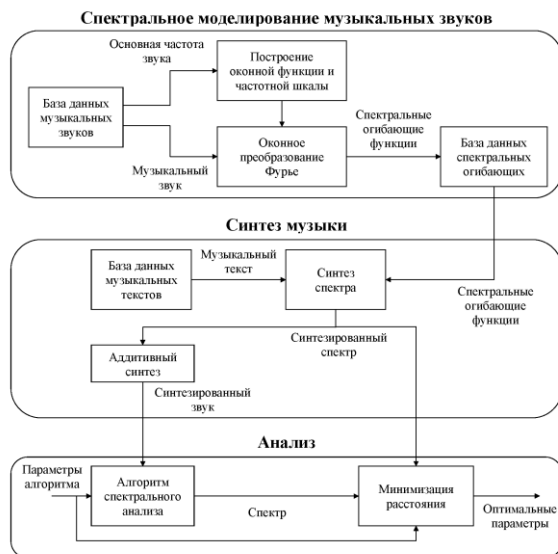 Спектральное моделирование музыкальных звуков
Основная частота
звука
Построение
оконной функции и
частотной шкалы
База данных
музыкальных
звуков
Музыкальный
звук
Оконное
преобразование
Фурье
Спектральные
огибающие
функции
База данных
спектральных
огибающих
Синтез музыки
База данных
музыкальных
текстов
Музыкальный
текст
Синтез
спектра
Спектральные
огибающие
функции
Аддитивный
синтез
Синтезированный
спектр
Синтезированный
звук
Анализ
Параметры
алгоритма
Алгоритм
спектрального
анализа
Спектр
Минимизация
расстояния
Оптимальные
параметры